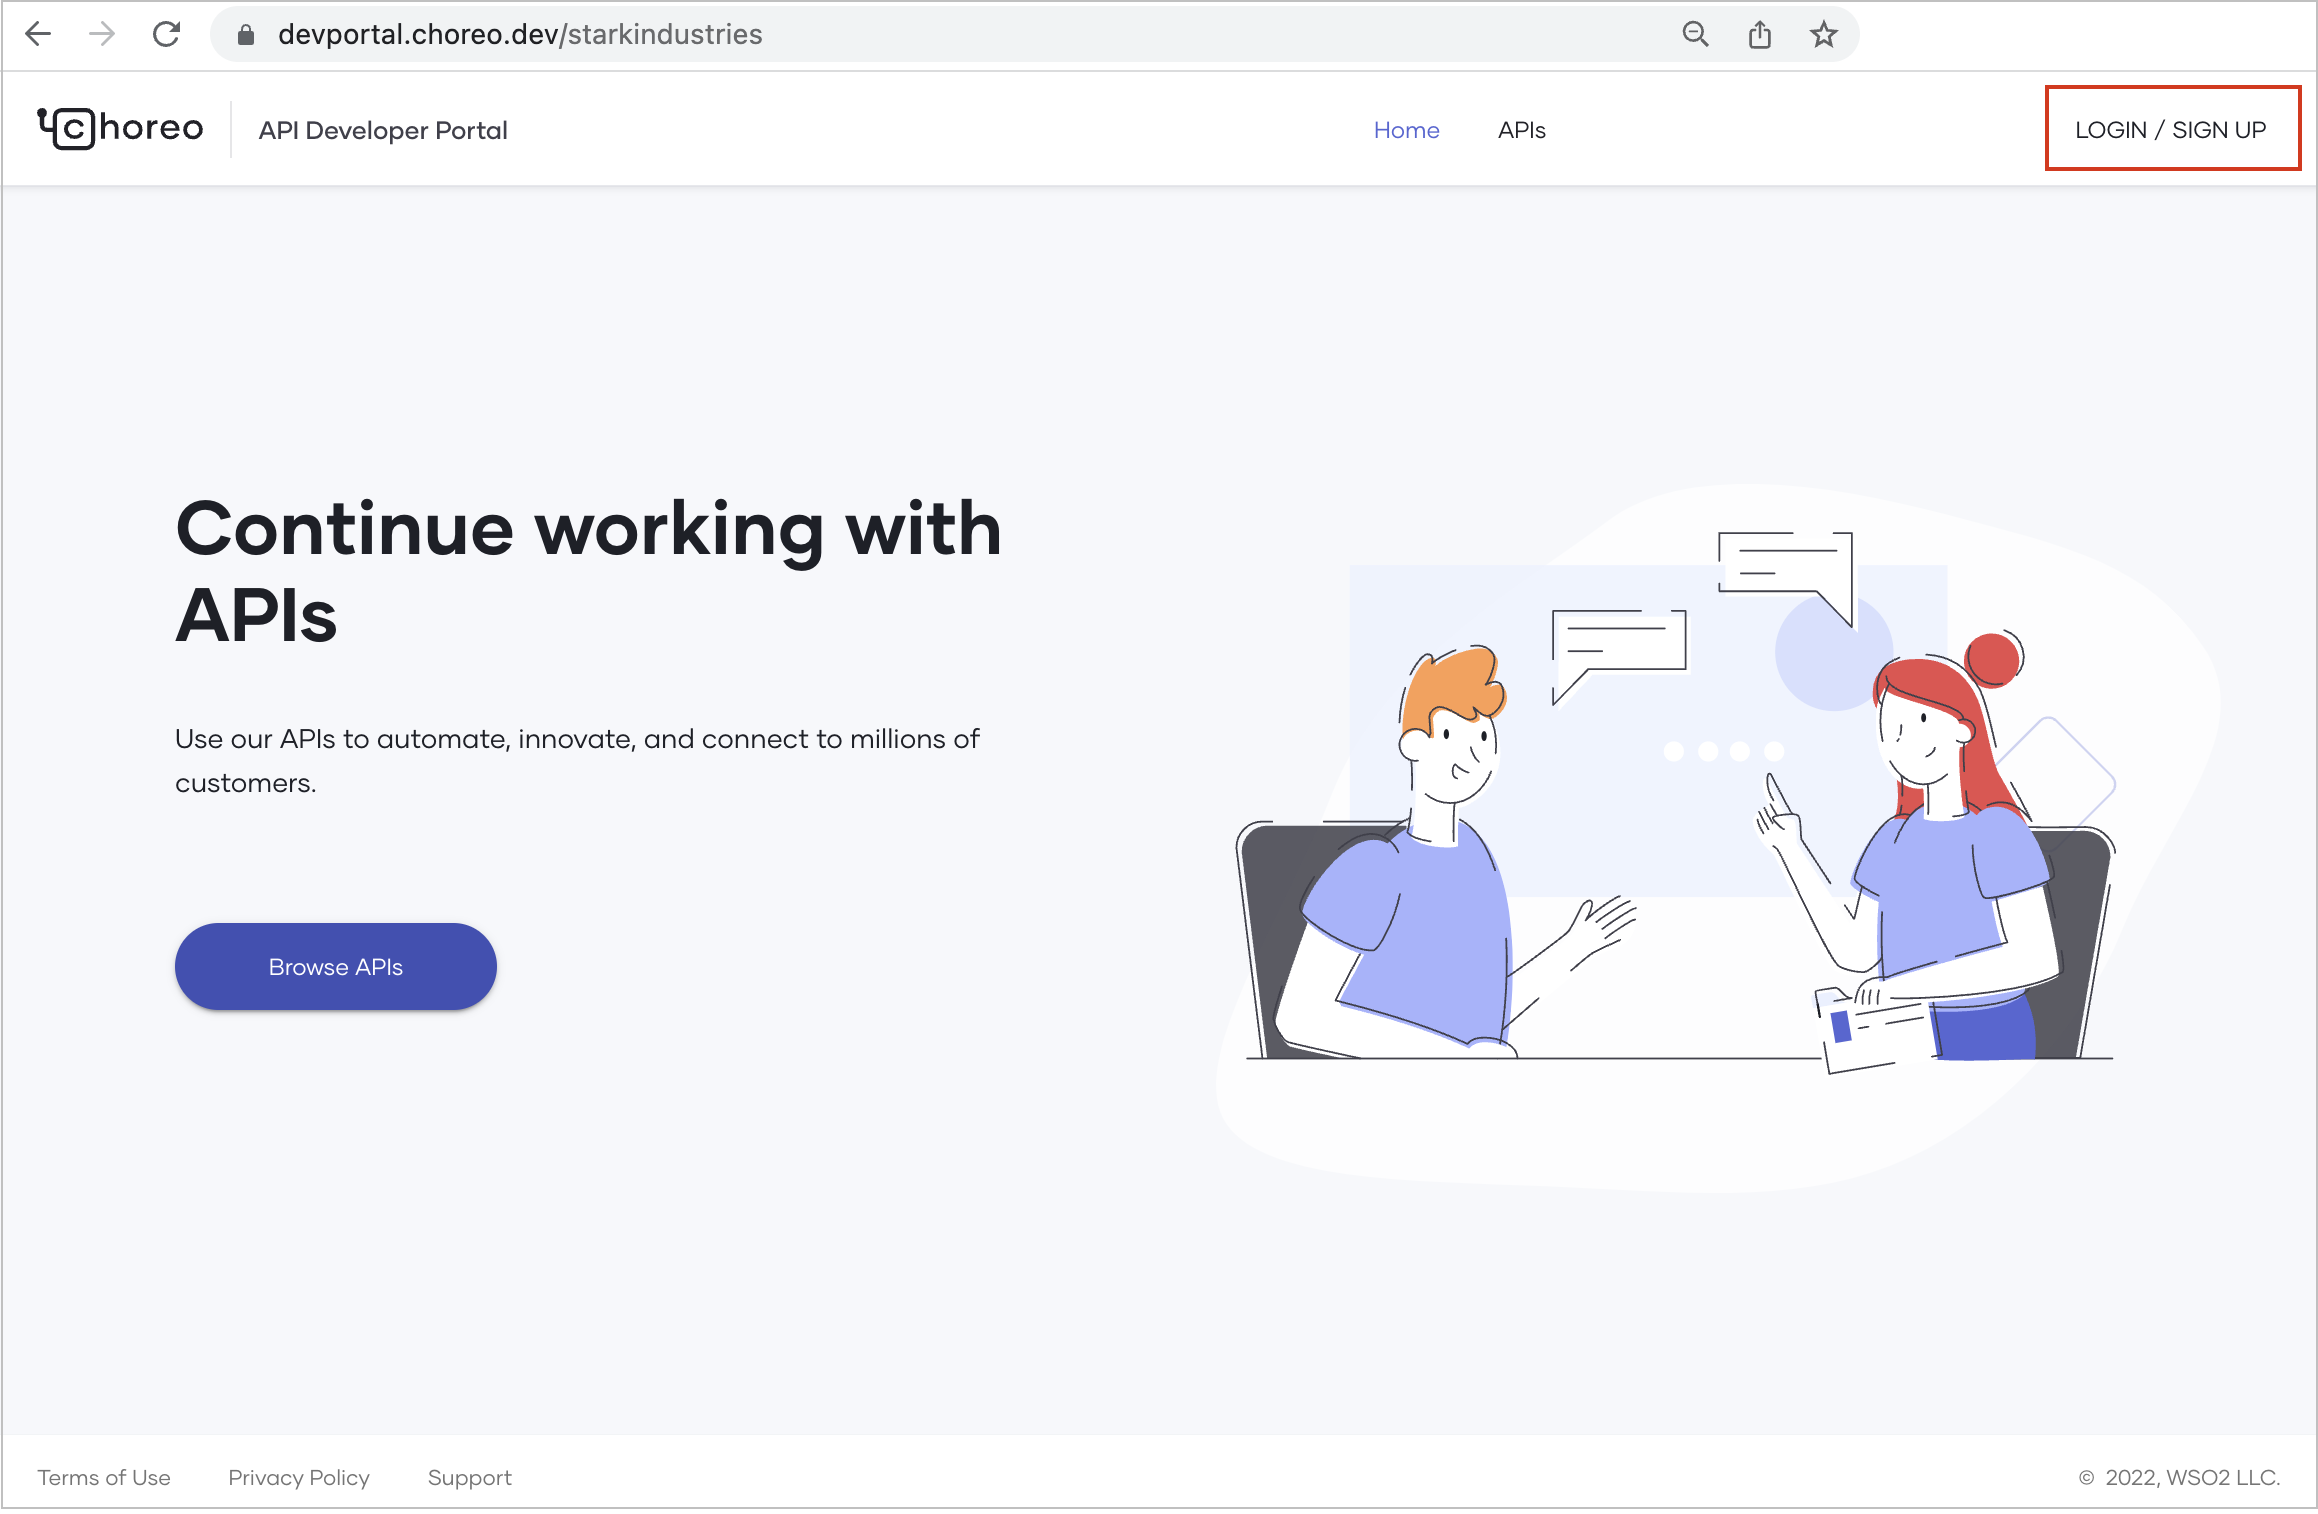 devportal.choreo.dev/starkindustries
choreo
API Developer Portal
Home
APIs
LOGIN / SIGN UP
Continue working with
APIs
Use our APIs to automate, innovate, and connect to millions of
customers.
Browse APIs
Terms of Use
Privacy Policy
Support
© 2022, WSO2 LLC.